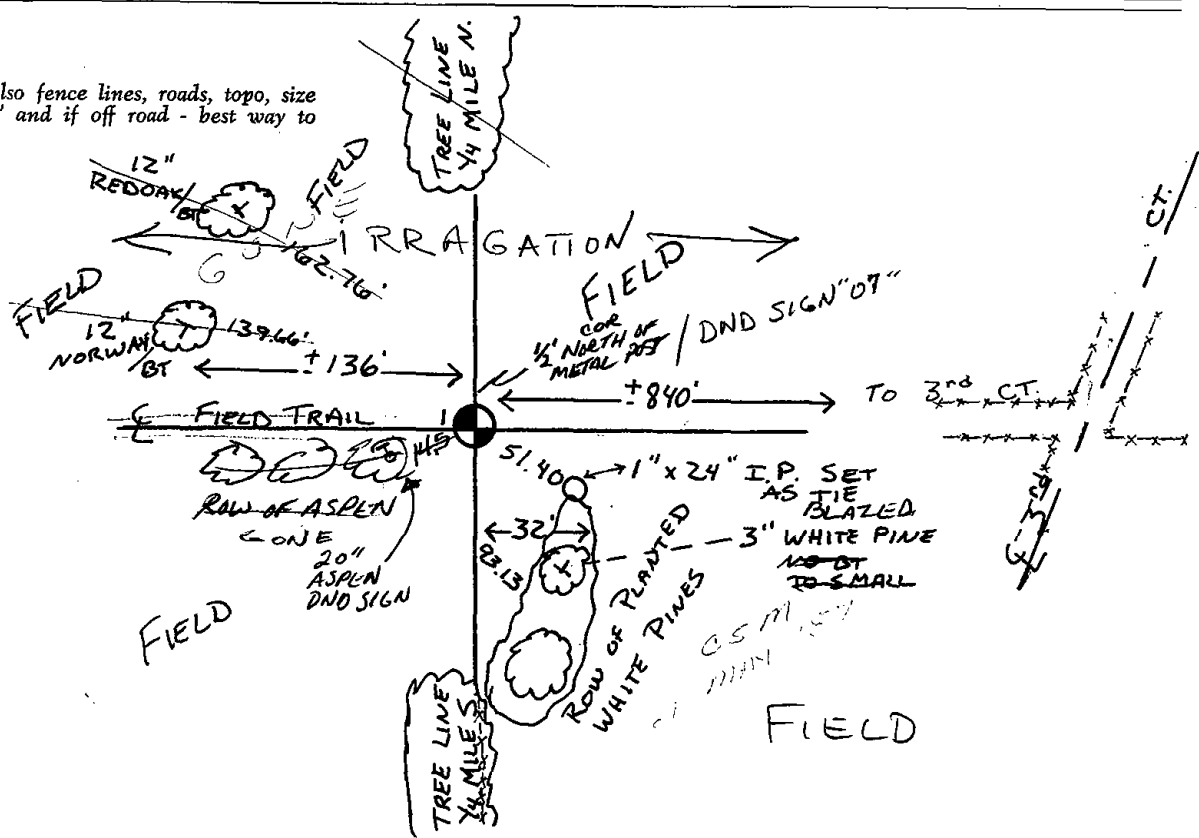 lso fence lines, roads, topo, size
' and if off road - best way to
TREE LINE
1/4 MILE N.
12"
REDOAK/
BT
FIELD
IRRAGATION
62.76'
FIELD
12"
NORWAY
/BT
139.66'
±136'
FIELD
COR
1/2' NORTH OF
METAL POST / DND SIGN "07"
±840'
TO 3rd CT.
CT.
℄ 3rd
℄ FIELD TRAIL
1
51.40
1" x 24" I.P. SET
AS TIE
BLAZED
3" WHITE PINE
NO BT
TO SMALL
32'
93.13
ROW OF ASPEN
GONE
20"
ASPEN
DND SIGN
ROW OF PLANTED
WHITE PINES
FIELD
TREE LINE
1/4 MILE S.
FIELD